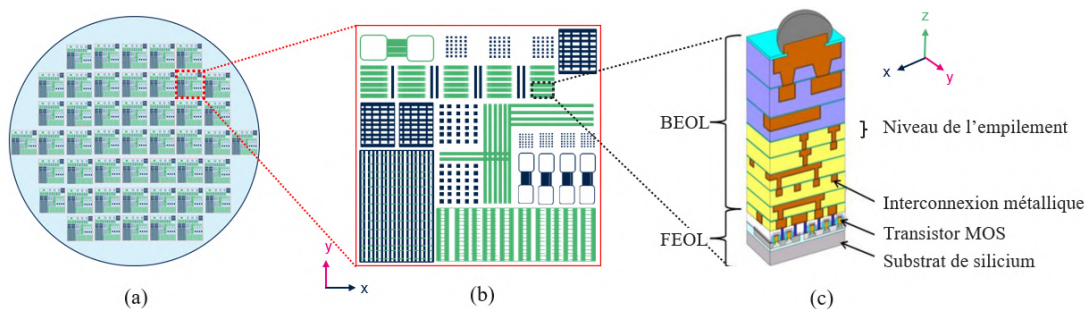 z
x
y
BEOL
Niveau de l’empilement
Interconnexion métallique
Transistor MOS
FEOL
Substrat de silicium
y
x
(a)
(b)
(c)